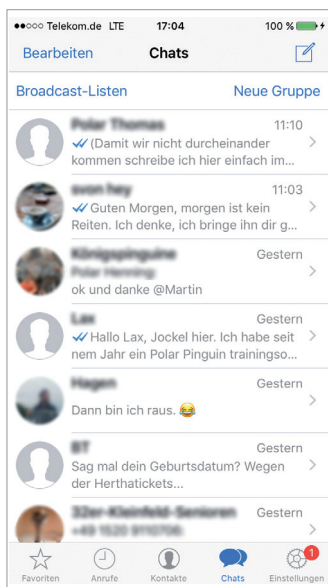 Telekom.de LTE 17:04 100 %
Bearbeiten Chats
Broadcast-Listen Neue Gruppe
11:10
(Damit wir nicht durcheinander
kommen schreibe ich hier einfach im...
11:03
Guten Morgen, morgen ist kein
Reiten. Ich denke, ich bringe ihn dir g...
Gestern
ok und danke @Martin
Gestern
Hallo Lax, Jockel hier. Ich habe seit
nem Jahr ein Polar Pinguin trainingso...
Gestern
Dann bin ich raus. 😂
Gestern
Sag mal dein Geburtsdatum? Wegen
der Herthatickets...
Gestern
1
Favoriten Anrufe Kontakte Chats Einstellungen